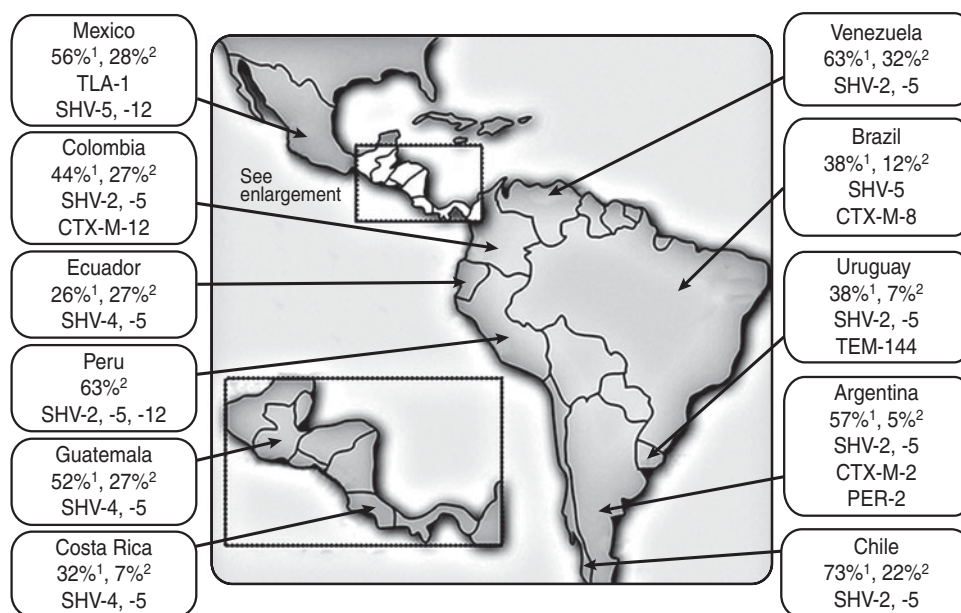 Mexico
56%¹, 28%²
TLA-1
SHV-5, -12
Colombia
44%¹, 27%²
SHV-2, -5
CTX-M-12
Ecuador
26%¹, 27%²
SHV-4, -5
Peru
63%²
SHV-2, -5, -12
Guatemala
52%¹, 27%²
SHV-4, -5
Costa Rica
32%¹, 7%²
SHV-4, -5
See
enlargement
Venezuela
63%¹, 32%²
SHV-2, -5
Brazil
38%¹, 12%²
SHV-5
CTX-M-8
Uruguay
38%¹, 7%²
SHV-2, -5
TEM-144
Argentina
57%¹, 5%²
SHV-2, -5
CTX-M-2
PER-2
Chile
73%¹, 22%²
SHV-2, -5